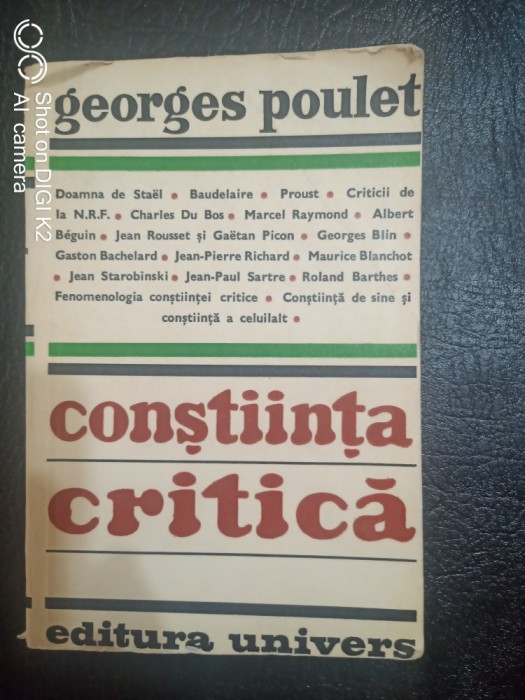 georges poulet
Doamna de Staël • Baudelaire • Proust • Criticii de
la N.R.F. • Charles Du Bos • Marcel Raymond • Albert
Béguin • Jean Rousset și Gaëtan Picon • Georges Blin •
Gaston Bachelard • Jean-Pierre Richard • Maurice Blanchot
• Jean Starobinski • Jean-Paul Sartre • Roland Barthes •
Fenomenologia conștiinței critice • Conștiință de sine și
conștiință a celuilalt •
conștiința
critică
editura univers
Shot on DIGI K2
AI camera